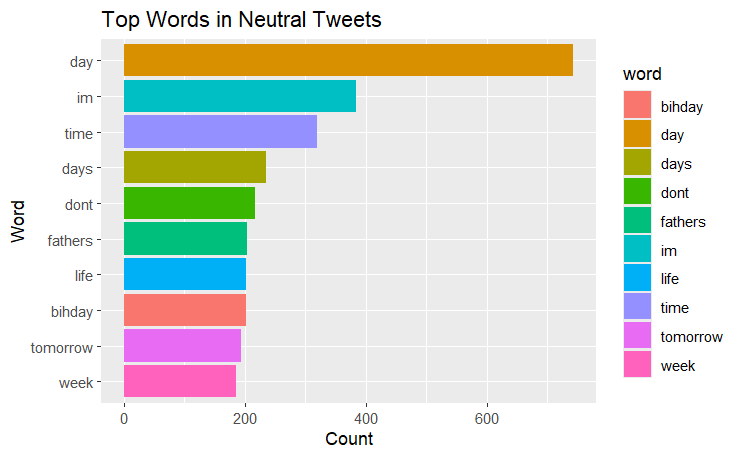 Top Words in Neutral Tweets
Word
day
im
time
days
dont
fathers
life
bihday
tomorrow
week
0 200 400 600
Count
word
bihday
day
days
dont
fathers
im
life
time
tomorrow
week